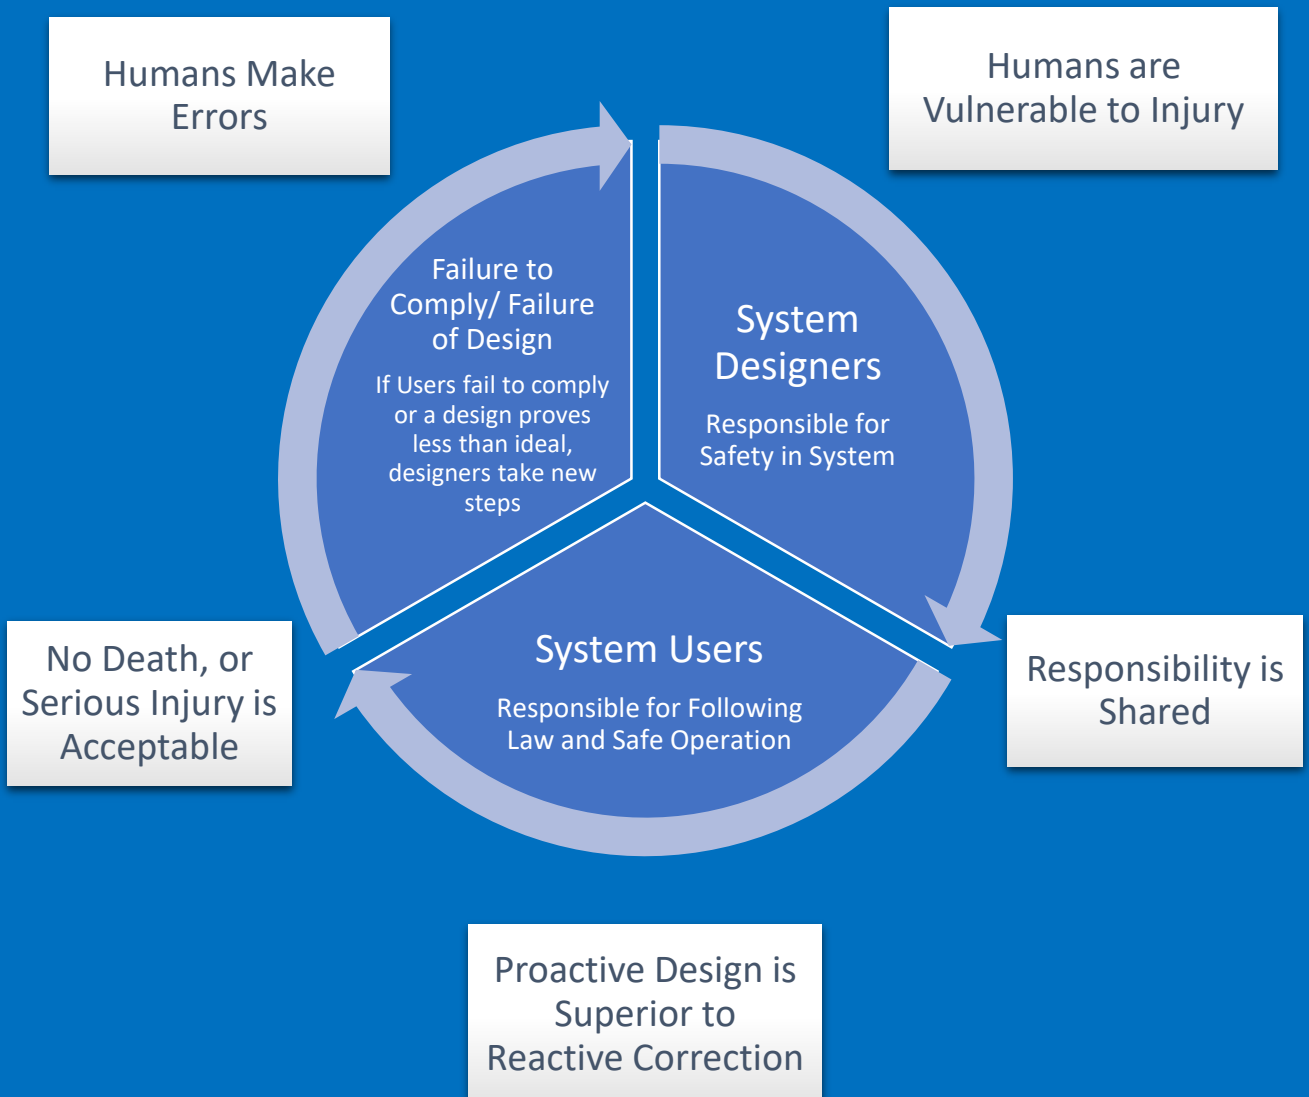 Humans Make
Errors
Humans are
Vulnerable to Injury
Failure to
Comply/ Failure
of Design
If Users fail to comply
or a design proves
less than ideal,
designers take new
steps
System
Designers
Responsible for
Safety in System
System Users
Responsible for Following
Law and Safe Operation
No Death, or
Serious Injury is
Acceptable
Responsibility is
Shared
Proactive Design is
Superior to
Reactive Correction